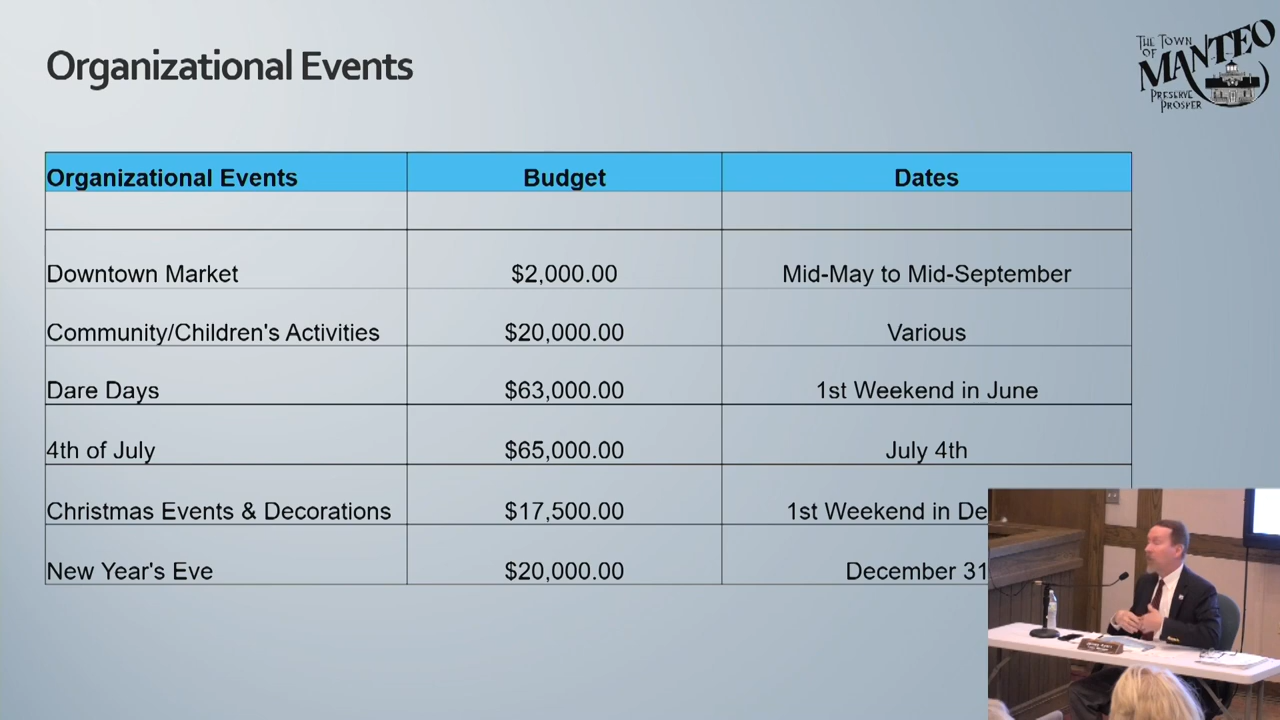 Organizational Events
THE TOWN
OF
MANTEO
PRESERVE
PROSPER
Organizational Events Budget Dates
Downtown Market $2,000.00 Mid-May to Mid-September
Community/Children's Activities $20,000.00 Various
Dare Days $63,000.00 1st Weekend in June
4th of July $65,000.00 July 4th
Christmas Events & Decorations $17,500.00 1st Weekend in De
New Year's Eve $20,000.00 December 31